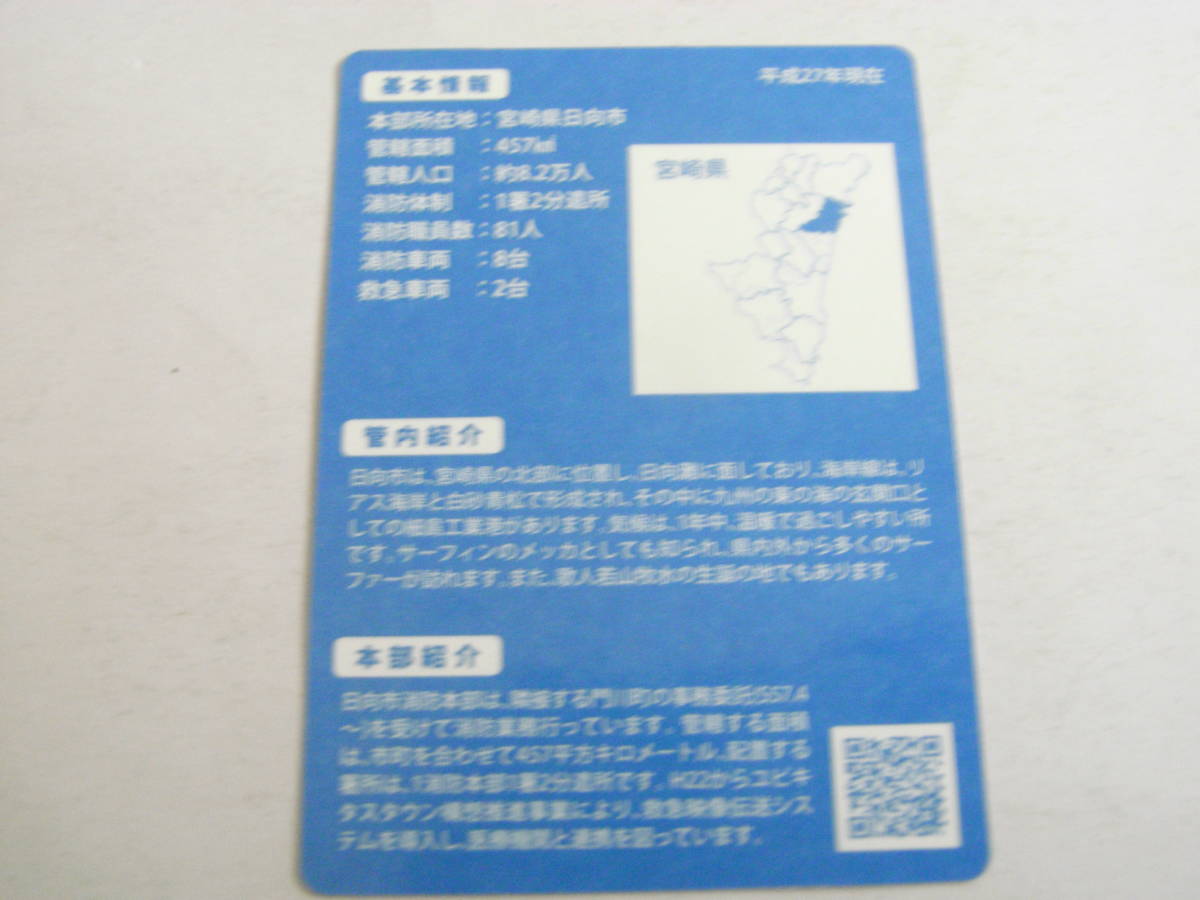 基本情報
平成27年現在
本部所在地：宮崎県日向市
管轄面積　：457㎢
管轄人口　：約8.2万人
消防体制　：1署2分遣所
消防職員数：81人
消防車両　：8台
救急車両　：2台
宮崎県
管内紹介
日向市は、宮崎県の北部に位置し、日向灘に面しており、海岸線は、リ
アス海岸と白砂青松で形成され、その中に九州の東の海の玄関口と
しての細島工業港があります。気候は、1年中、温暖で過ごしやすい所
です。サーフィンのメッカとしても知られ、県内外から多くのサー
ファーが訪れます。また、歌人若山牧水の生誕の地でもあります。
本部紹介
日向市消防本部は、隣接する門川町の事務委託(S57.4
～)を受けて消防業務行っています。管轄する面積
は、市町を合わせて457平方キロメートル、配置する
署所は、1消防本部1署2分遣所です。H22からユビキ
タスタウン構想推進事業により、救急映像伝送シス
テムを導入し、医療機関と連携を図っています。